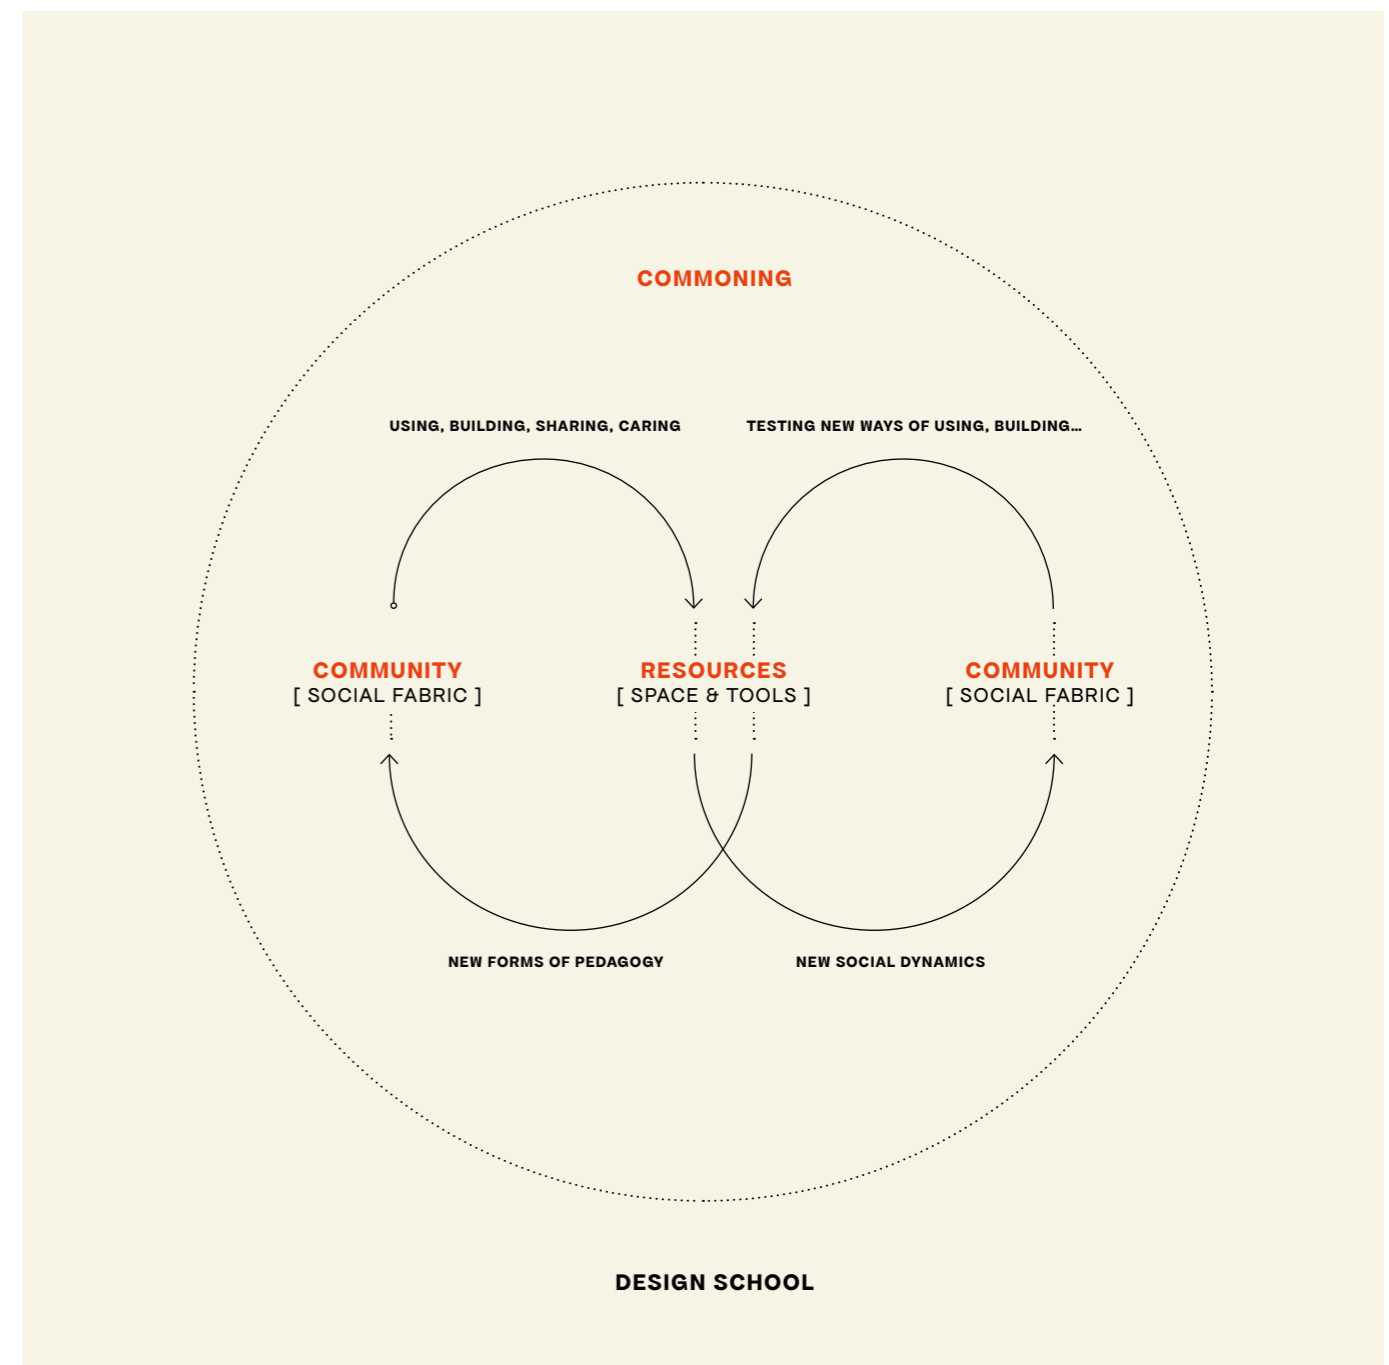 COMMONING
USING, BUILDING, SHARING, CARING
TESTING NEW WAYS OF USING, BUILDING…
COMMUNITY
[ SOCIAL FABRIC ]
RESOURCES
[ SPACE & TOOLS ]
COMMUNITY
[ SOCIAL FABRIC ]
NEW FORMS OF PEDAGOGY
NEW SOCIAL DYNAMICS
DESIGN SCHOOL